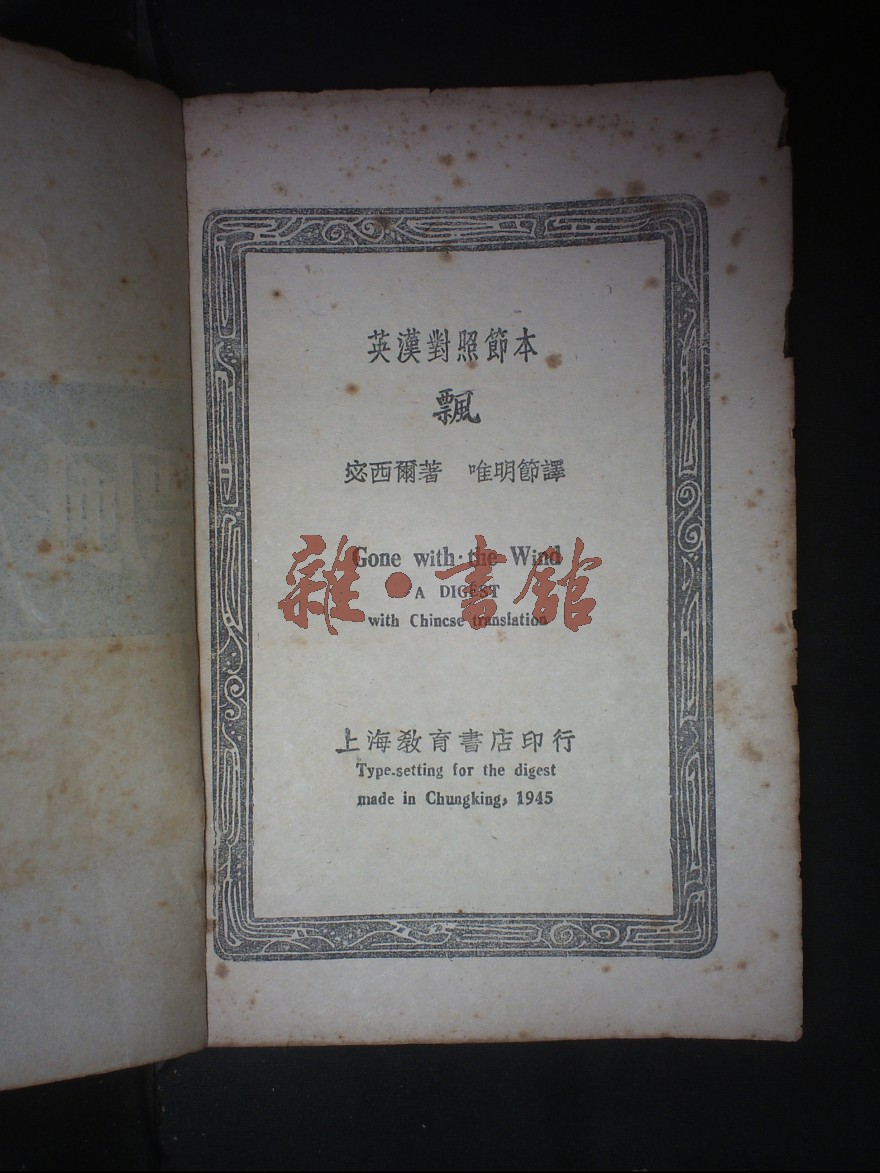 英漢對照節本
飄
宓西爾著 唯明節譯
Gone with the Wind
A DIGEST
with Chinese translation
雜·書館
上海教育書店印行
Type-setting for the digest
made in Chungking, 1945